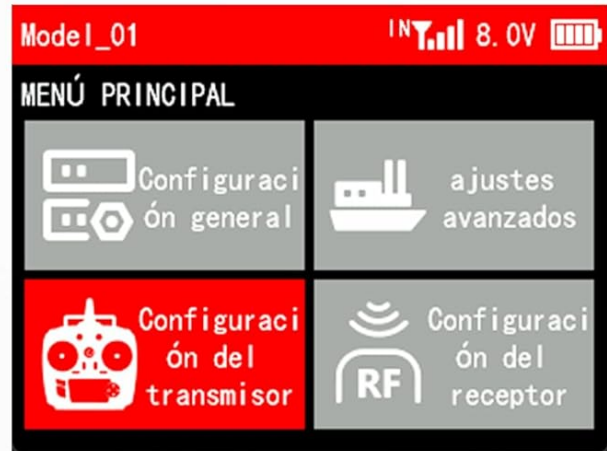 Model_01
IN 8.0V
MENÚ PRINCIPAL
Configuraci
ón general
ajustes
avanzados
Configuraci
ón del
transmisor
RF
Configuraci
ón del
receptor